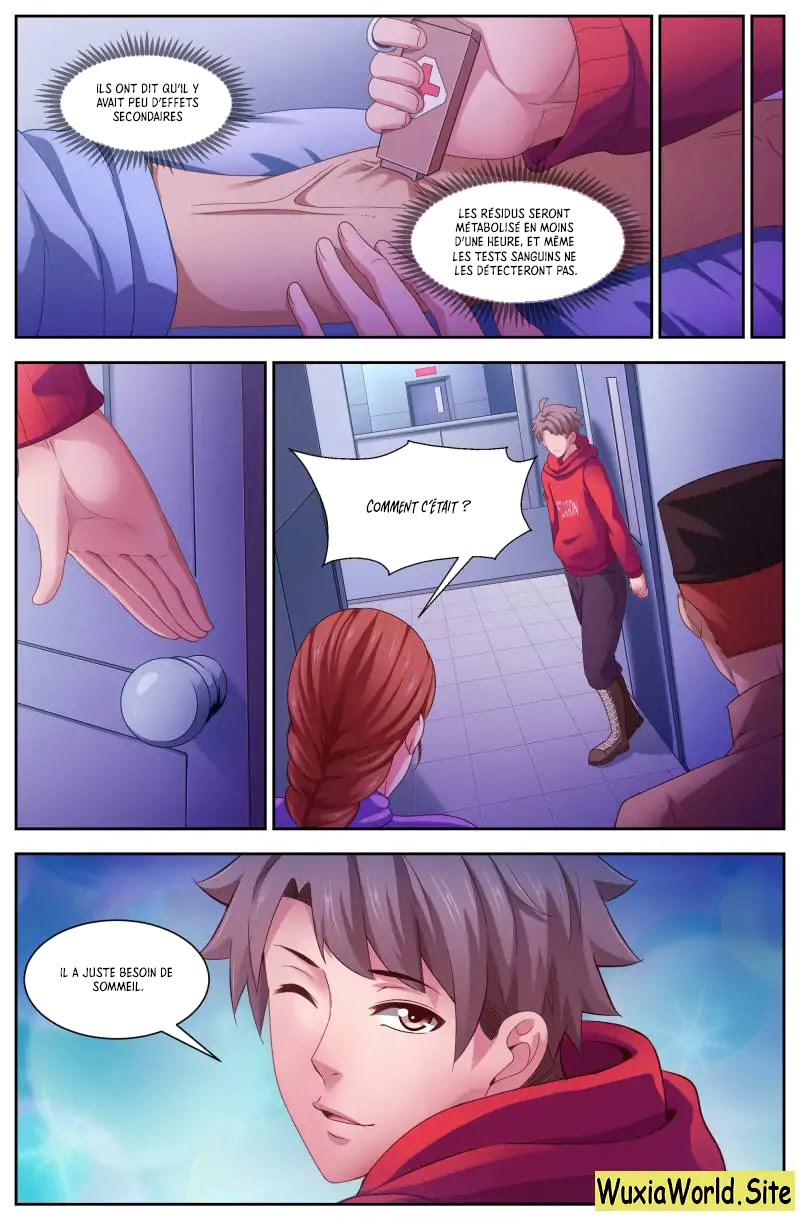 ILS ONT DIT QU'IL Y
AVAIT PEU D'EFFETS
SECONDAIRES
LES RÉSIDUS SERONT
MÉTABOLISÉ EN MOINS
D'UNE HEURE, ET MÊME
LES TESTS SANGUINS NE
LES DÉTECTERONT PAS.
COMMENT C'ÉTAIT ?
IL A JUSTE BESOIN DE
SOMMEIL.
WuxiaWorld.Site